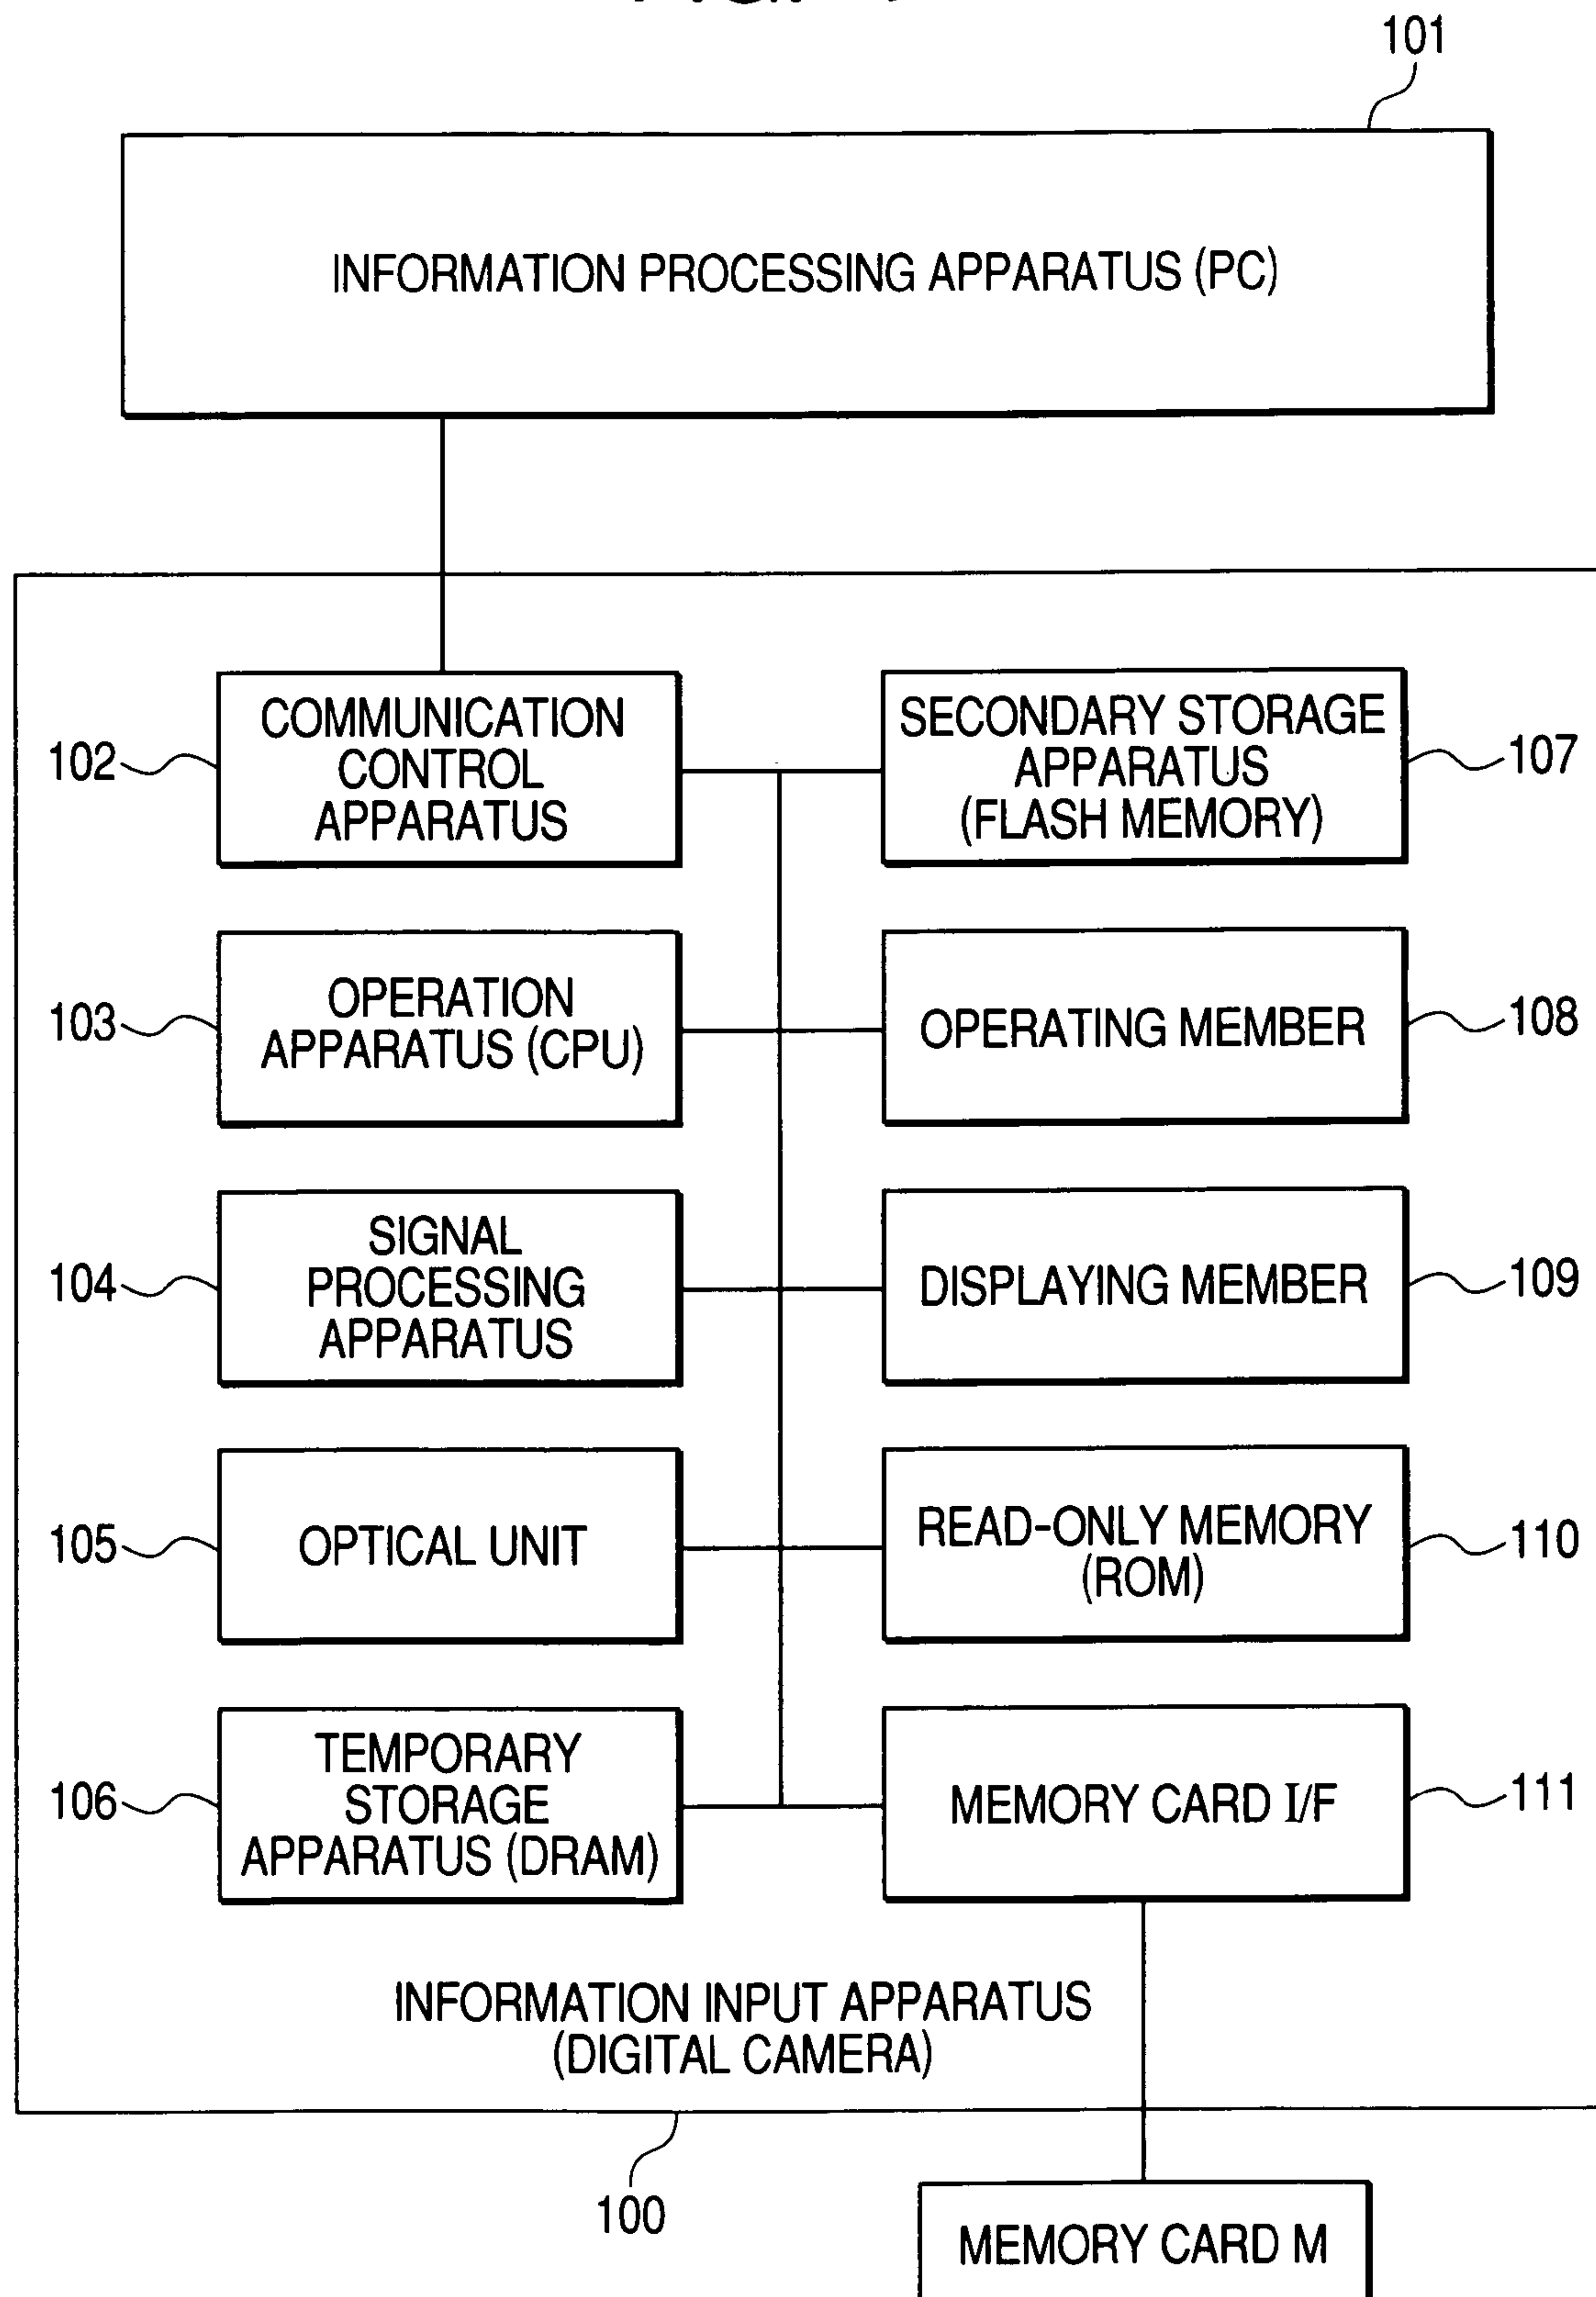 101
INFORMATION PROCESSING APPARATUS (PC)
COMMUNICATION
CONTROL
APPARATUS
102
SECONDARY STORAGE
APPARATUS
(FLASH MEMORY)
107
OPERATION
APPARATUS (CPU)
103
OPERATING MEMBER
108
SIGNAL
PROCESSING
APPARATUS
104
DISPLAYING MEMBER
109
OPTICAL UNIT
105
READ-ONLY MEMORY
(ROM)
110
TEMPORARY
STORAGE
APPARATUS (DRAM)
106
MEMORY CARD I/F
111
INFORMATION INPUT APPARATUS
(DIGITAL CAMERA)
100
MEMORY CARD M